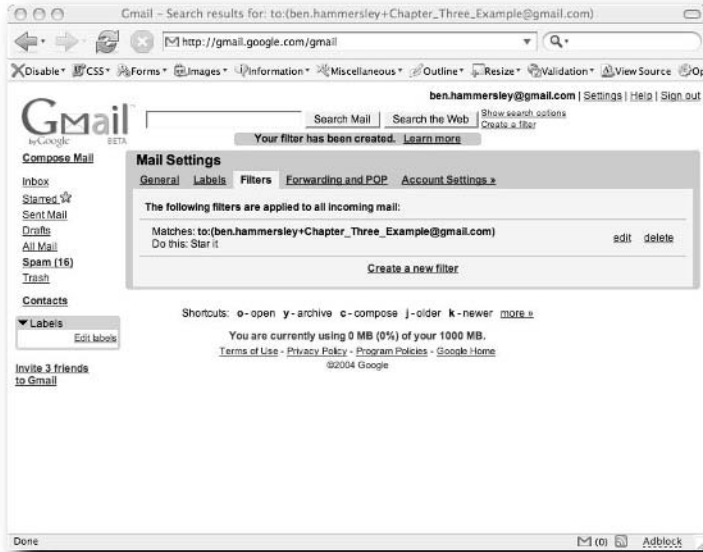 Gmail - Search results for: to:(ben.hammersley+Chapter_Three_Example@gmail.com)
http://gmail.google.com/gmail
Disable CSS Forms Images Information Miscellaneous Outline Resize Validation View Source Op
ben.hammersley@gmail.com | Settings | Help | Sign out
Gmail
by Google BETA
Search Mail Search the Web Show search options
Create a filter
Your filter has been created. Learn more
Compose Mail
Inbox
Starred
Sent Mail
Drafts
All Mail
Spam (16)
Trash
Contacts
Labels
Edit labels
Invite 3 friends
to Gmail
Mail Settings
General Labels Filters Forwarding and POP Account Settings »
The following filters are applied to all incoming mail:
Matches: to:(ben.hammersley+Chapter_Three_Example@gmail.com)
Do this: Star it
edit delete
Create a new filter
Shortcuts: o - open y - archive c - compose j - older k - newer more »
You are currently using 0 MB (0%) of your 1000 MB.
Terms of Use - Privacy Policy - Program Policies - Google Home
©2004 Google
Done (0) Adblock